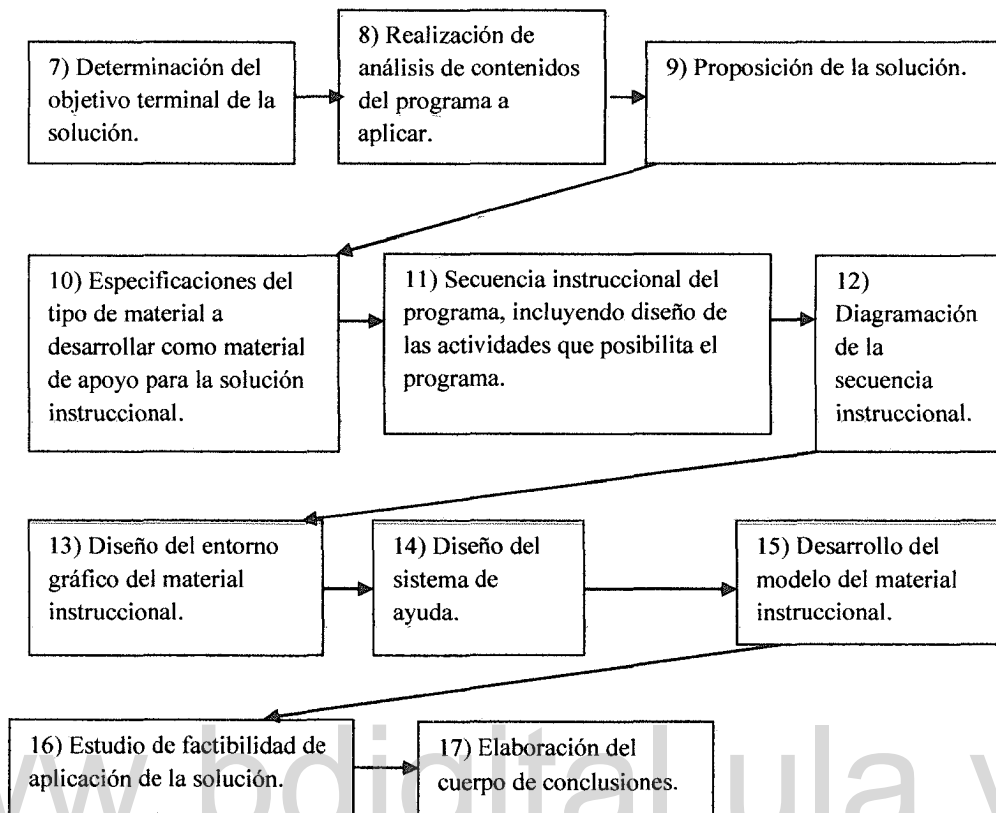 7) Determinación del
objetivo terminal de la
solución.
8) Realización de
análisis de contenidos
del programa a
aplicar.
9) Proposición de la solución.
10) Especificaciones del
tipo de material a
desarrollar como material
de apoyo para la solución
instruccional.
11) Secuencia instruccional del
programa, incluyendo diseño de
las actividades que posibilita el
programa.
12)
Diagramación
de la
secuencia
instruccional.
13) Diseño del entorno
gráfico del material
instruccional.
14) Diseño del
sistema de
ayuda.
15) Desarrollo del
modelo del material
instruccional.
16) Estudio de factibilidad de
aplicación de la solución.
17) Elaboración del
cuerpo de conclusiones.